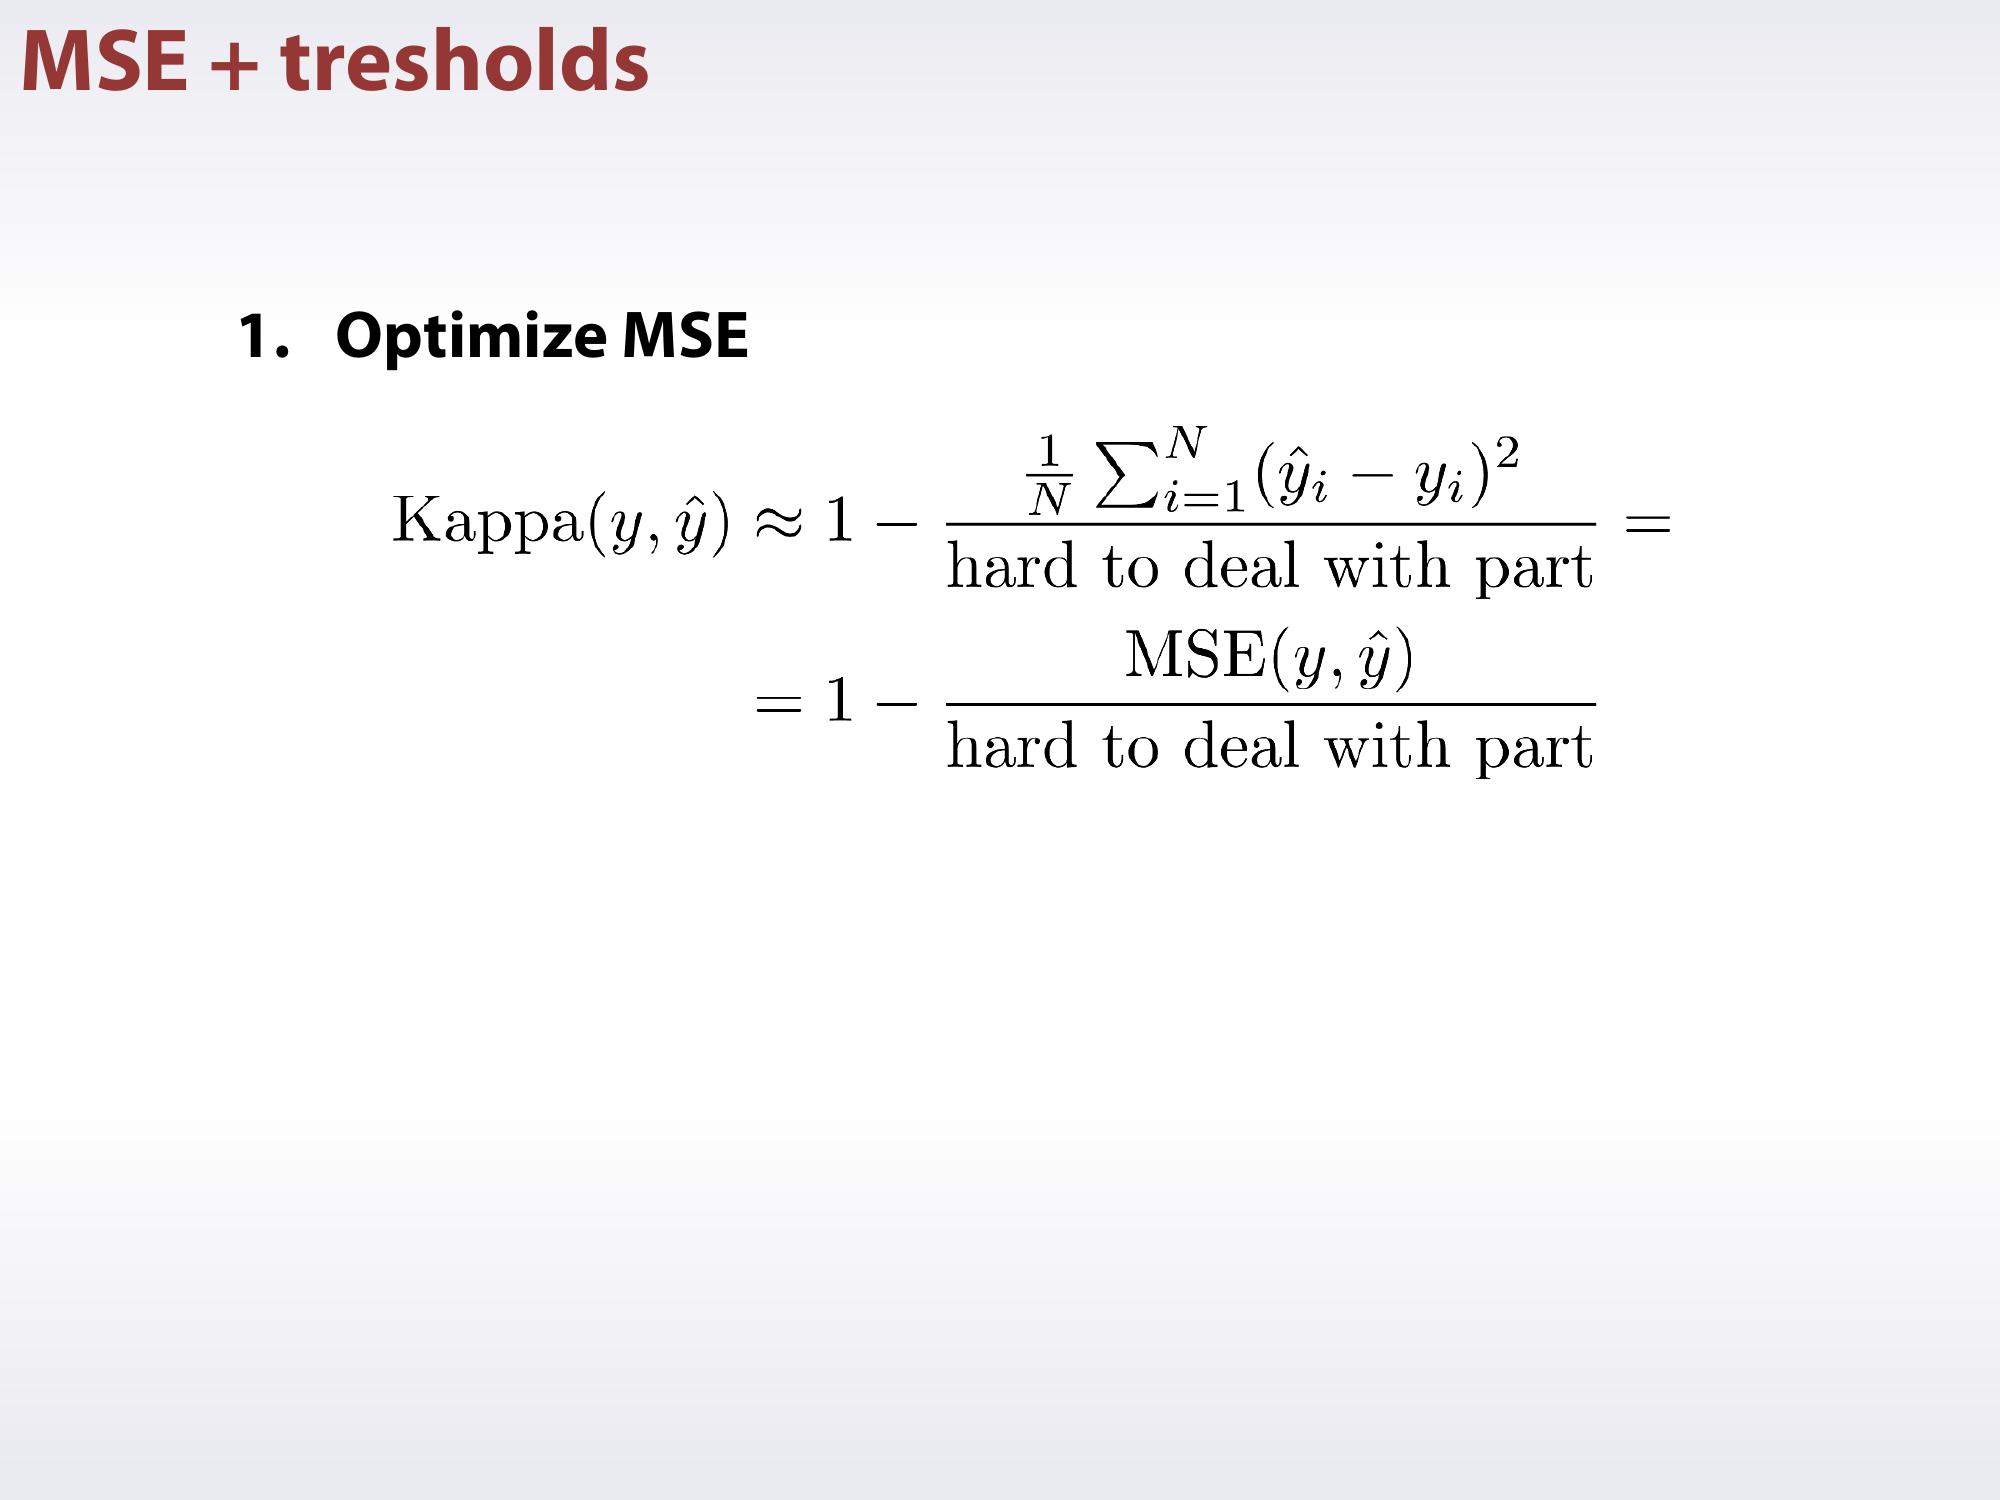 MSE + tresholds
1. Optimize MSE
$\text{Kappa}(y, \hat{y}) \approx 1 - \frac{\frac{1}{N} \sum_{i=1}^{N} (\hat{y}_i - y_i)^2}{\text{hard to deal with part}} =$
$= 1 - \frac{\text{MSE}(y, \hat{y})}{\text{hard to deal with part}}$